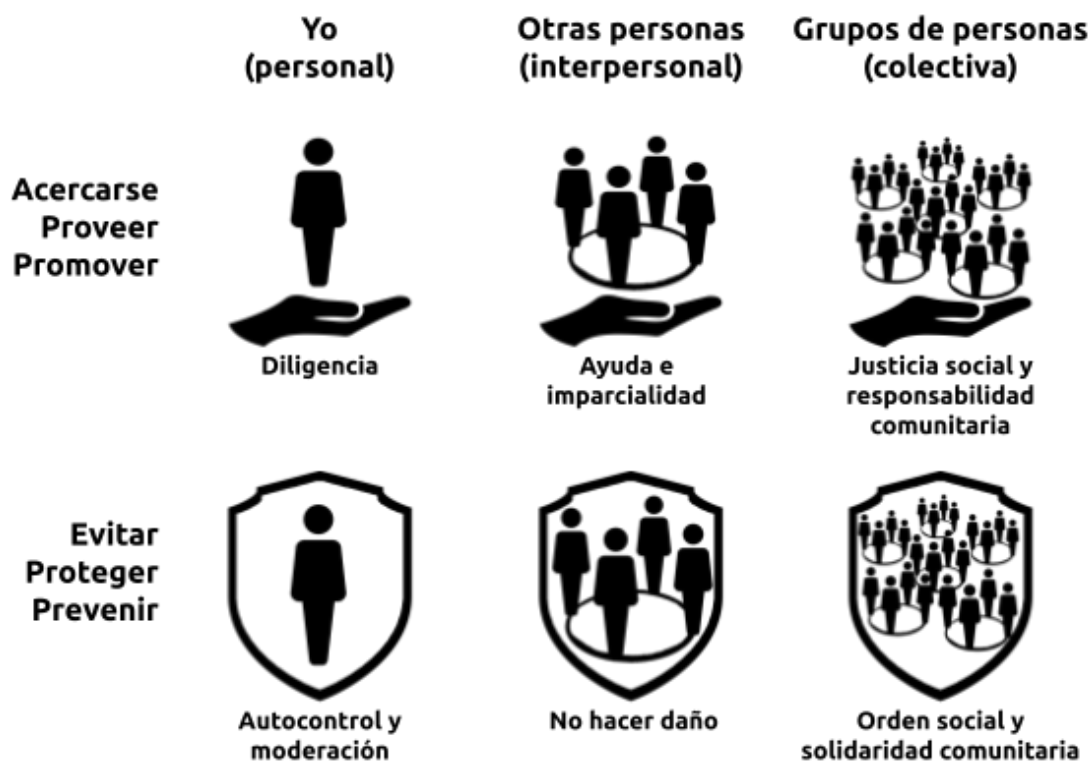 Yo
(personal)
Otras personas
(interpersonal)
Grupos de personas
(colectiva)
Acercarse
Proveer
Promover
Diligencia
Ayuda e
imparcialidad
Justicia social y
responsabilidad
comunitaria
Evitar
Proteger
Prevenir
Autocontrol y
moderación
No hacer daño
Orden social y
solidaridad comunitaria